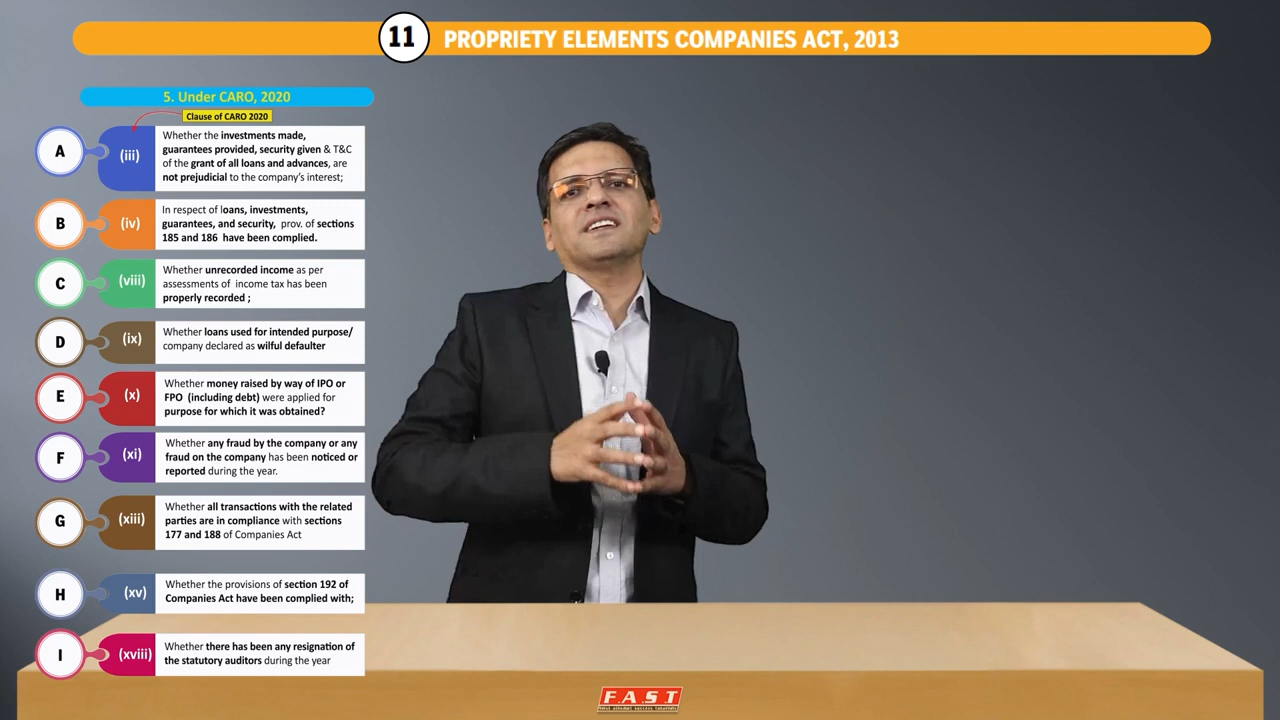 11 PROPRIETY ELEMENTS COMPANIES ACT, 2013
5. Under CARO, 2020
Clause of CARO 2020
A
(iii)
Whether the investments made,
guarantees provided, security given & T&C
of the grant of all loans and advances, are
not prejudicial to the company's interest;
B
(iv)
In respect of loans, investments,
guarantees, and security, prov. of sections
185 and 186 have been complied.
C
(viii)
Whether unrecorded income as per
assessments of income tax has been
properly recorded ;
D
(ix)
Whether loans used for intended purpose/
company declared as wilful defaulter
E
(x)
Whether money raised by way of IPO or
FPO (including debt) were applied for
purpose for which it was obtained?
F
(xi)
Whether any fraud by the company or any
fraud on the company has been noticed or
reported during the year.
G
(xiii)
Whether all transactions with the related
parties are in compliance with sections
177 and 188 of Companies Act
H
(xv)
Whether the provisions of section 192 of
Companies Act have been complied with;
I
(xviii)
Whether there has been any resignation of
the statutory auditors during the year
F.A.S.T